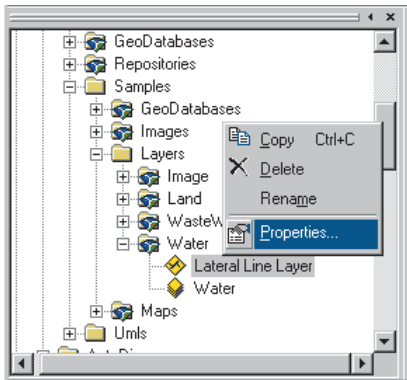 GeoDatabases
Repositories
Samples
GeoDatabases
Images
Layers
Image
Land
Water
Lateral Line Layer
Water
Maps
Umls
Copy Ctrl+C
Delete
Rename
Properties...